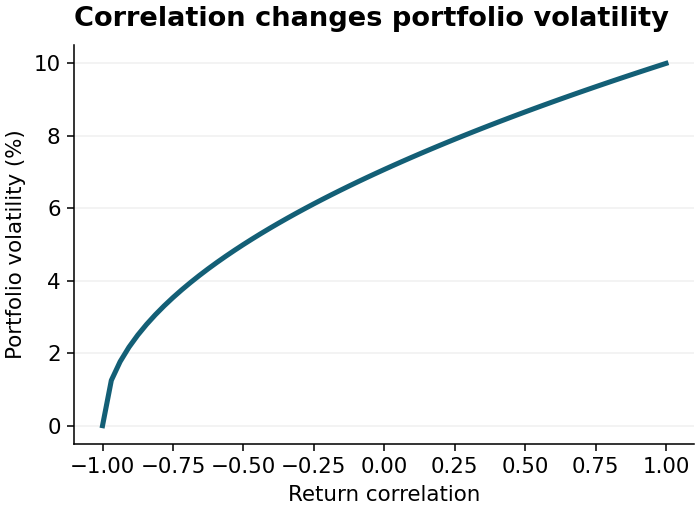 Correlation changes portfolio volatility
Portfolio volatility (%)
10
8
6
4
2
0
−1.00 −0.75 −0.50 −0.25 0.00 0.25 0.50 0.75 1.00
Return correlation